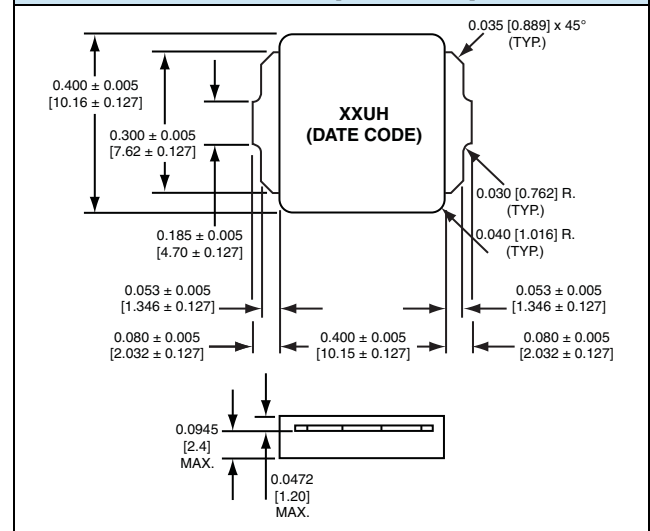 0.035 [0.889] x 45°
(TYP.)
0.400 ± 0.005
[10.16 ± 0.127]
XXUH
(DATE CODE)
0.300 ± 0.005
[7.62 ± 0.127]
0.030 [0.762] R.
(TYP.)
0.185 ± 0.005
[4.70 ± 0.127]
0.040 [1.016] R.
(TYP.)
0.053 ± 0.005
[1.346 ± 0.127]
0.053 ± 0.005
[1.346 ± 0.127]
0.080 ± 0.005
[2.032 ± 0.127]
0.400 ± 0.005
[10.15 ± 0.127]
0.080 ± 0.005
[2.032 ± 0.127]
0.0945
[2.4]
MAX.
0.0472
[1.20]
MAX.